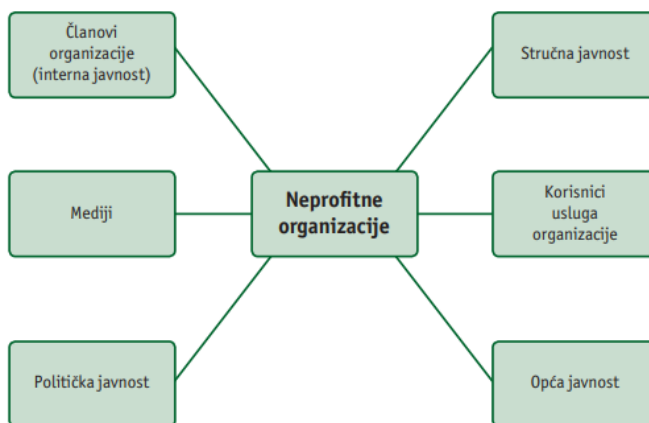 Članovi
organizacije
(interna javnost)
Stručna javnost
Mediji
Neprofitne
organizacije
Korisnici
usluga
organizacije
Politička javnost
Opća javnost